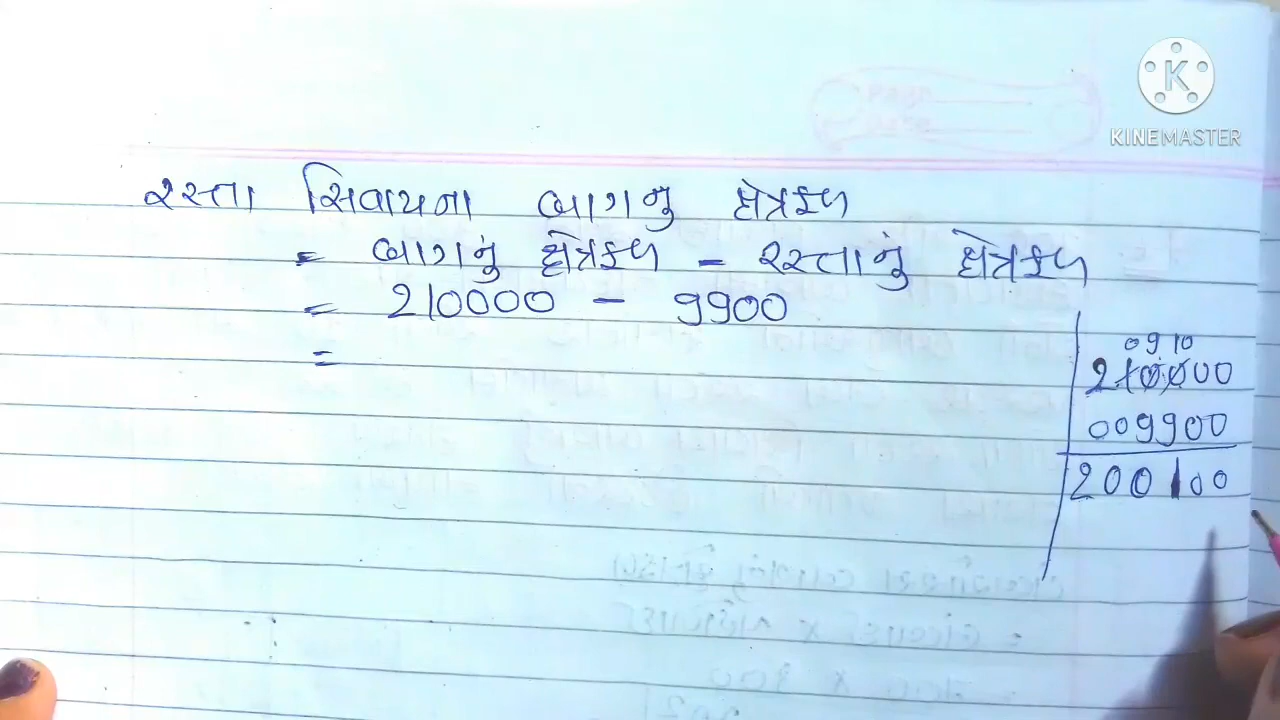 KINEMASTER
રસ્તા સિવાયના બાગનુ ક્ષેત્રફળ
= બાગનું ક્ષેત્રફળ - રસ્તાનું ક્ષેત્રફળ
= 210000 - 9900
=
0 9 10
210000
009900
200100